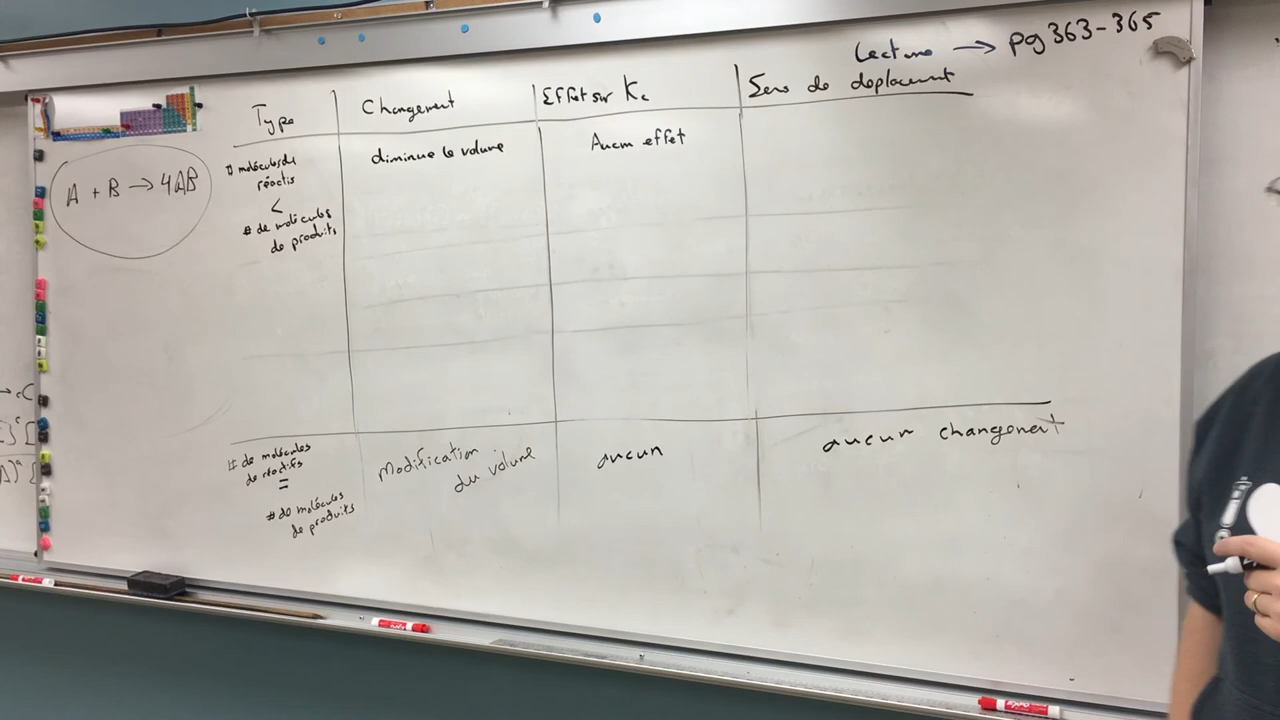 Lecture → pg 363-365
Type
Changement
Effet sur Kc
Sens de déplacement
A + B → 4AB
# molécules de
réactifs
<
# de molécules
de produits
diminue le volume
Aucun effet
# de molécules
de réactifs
=
# de molécules
de produits
Modification
du volume
aucun
aucun changement